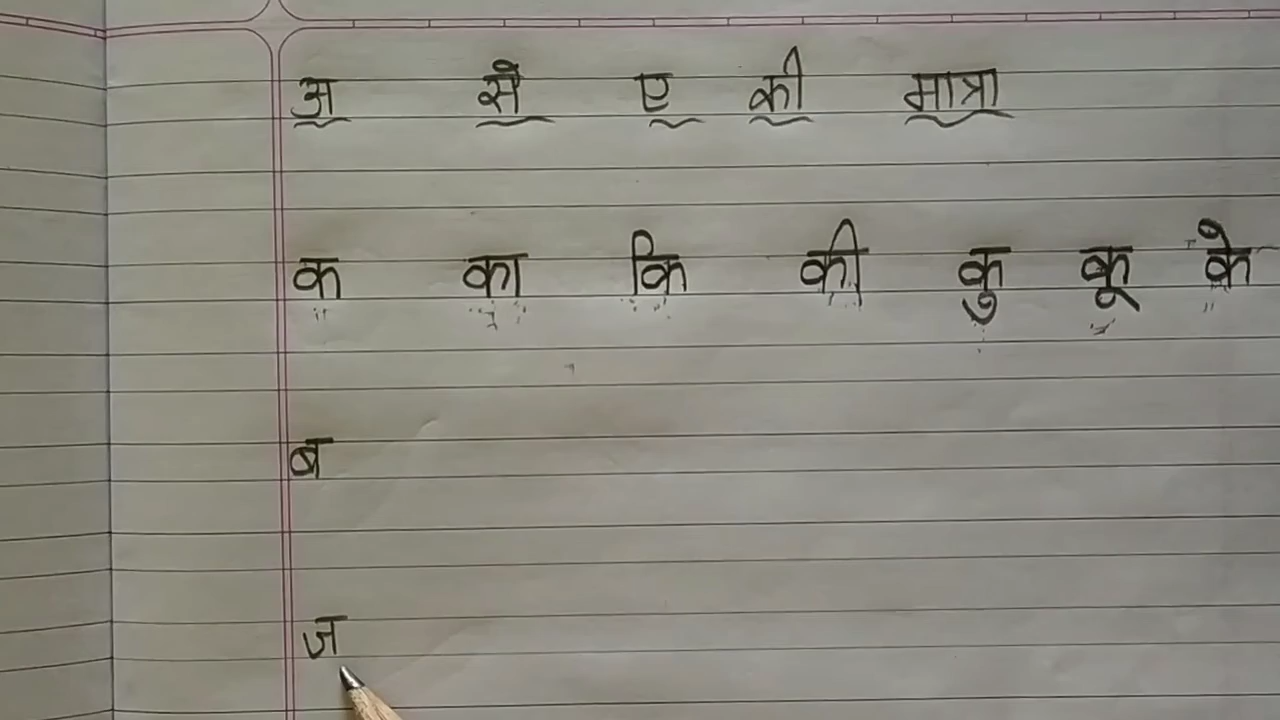 अ से ए की मात्रा
क का कि की कु कू के
ब
ज